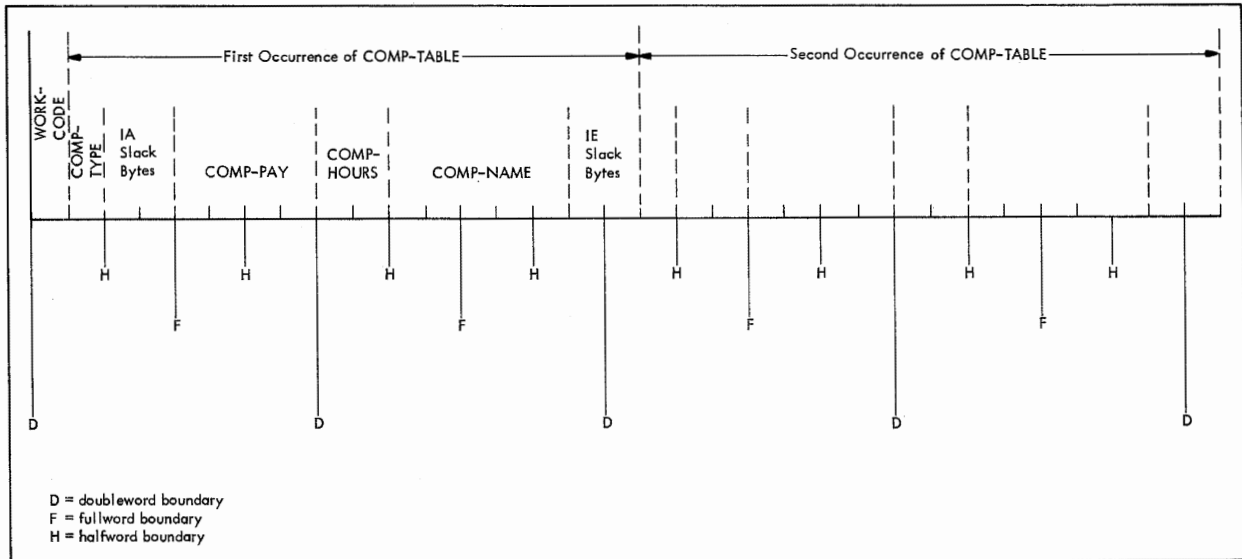 First Occurrence of COMP-TABLE
Second Occurrence of COMP-TABLE
WORK-
CODE
COMP-
TYPE
IA
Slack
Bytes
COMP-PAY
COMP-
HOURS
COMP-NAME
IE
Slack
Bytes
H
H
H
H
H
H
H
H
F
F
F
F
D
D
D
D
D
D = doubleword boundary
F = fullword boundary
H = halfword boundary